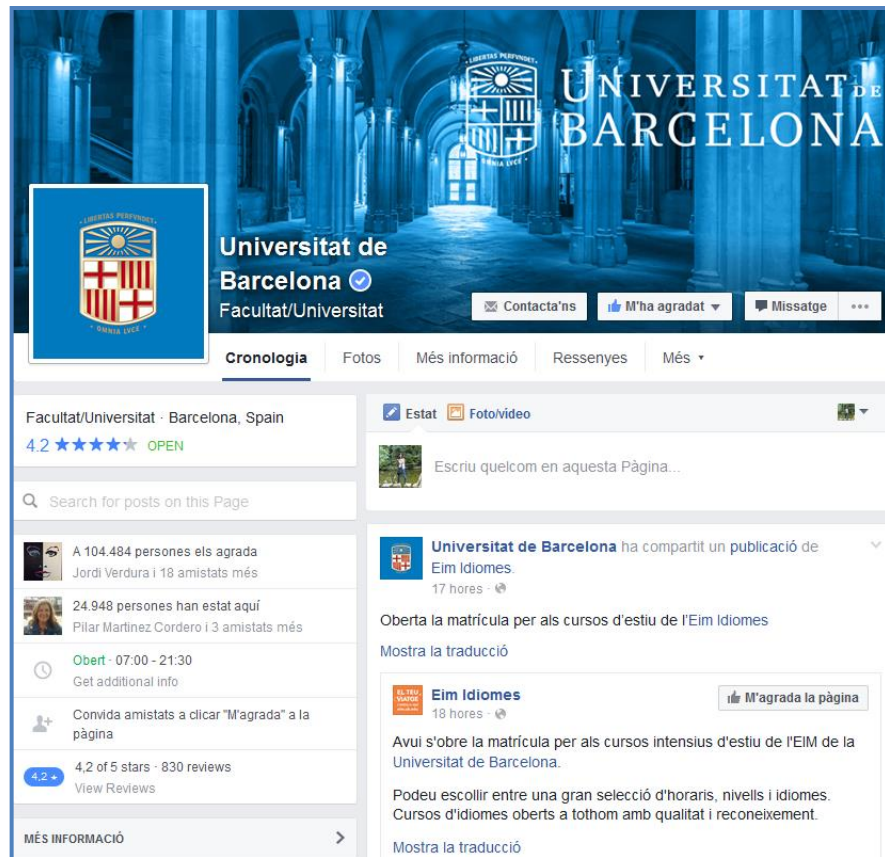 · LIBERTAS PERFVNDET ·
UNIVERSITAT DE
BARCELONA
· OMNIA LVCE ·
· LIBERTAS PERFVNDET ·
· OMNIA LVCE ·
Universitat de
Barcelona
Facultat/Universitat
Contacta'ns
M'ha agradat
Missatge
Cronologia
Fotos
Més informació
Ressenyes
Més
Facultat/Universitat · Barcelona, Spain
4.2 ★★★★★ OPEN
Search for posts on this Page
A 104.484 persones els agrada
Jordi Verdura i 18 amistats més
24.948 persones han estat aquí
Pilar Martinez Cordero i 3 amistats més
Obert · 07:00 - 21:30
Get additional info
Convida amistats a clicar "M'agrada" a la
pàgina
4,2
4,2 of 5 stars · 830 reviews
View Reviews
MÉS INFORMACIÓ
Estat
Foto/vídeo
Escriu quelcom en aquesta Pàgina...
Universitat de Barcelona ha compartit un publicació de
Eim Idiomes.
17 hores ·
Oberta la matrícula per als cursos d'estiu de l'Eim Idiomes
Mostra la traducció
EL TEU
VIATGE
Eim Idiomes
18 hores ·
M'agrada la pàgina
Avui s'obre la matrícula per als cursos intensius d'estiu de l'EIM de la
Universitat de Barcelona.
Podeu escollir entre una gran selecció d'horaris, nivells i idiomes.
Cursos d'idiomes oberts a tothom amb qualitat i reconeixement.
Mostra la traducció